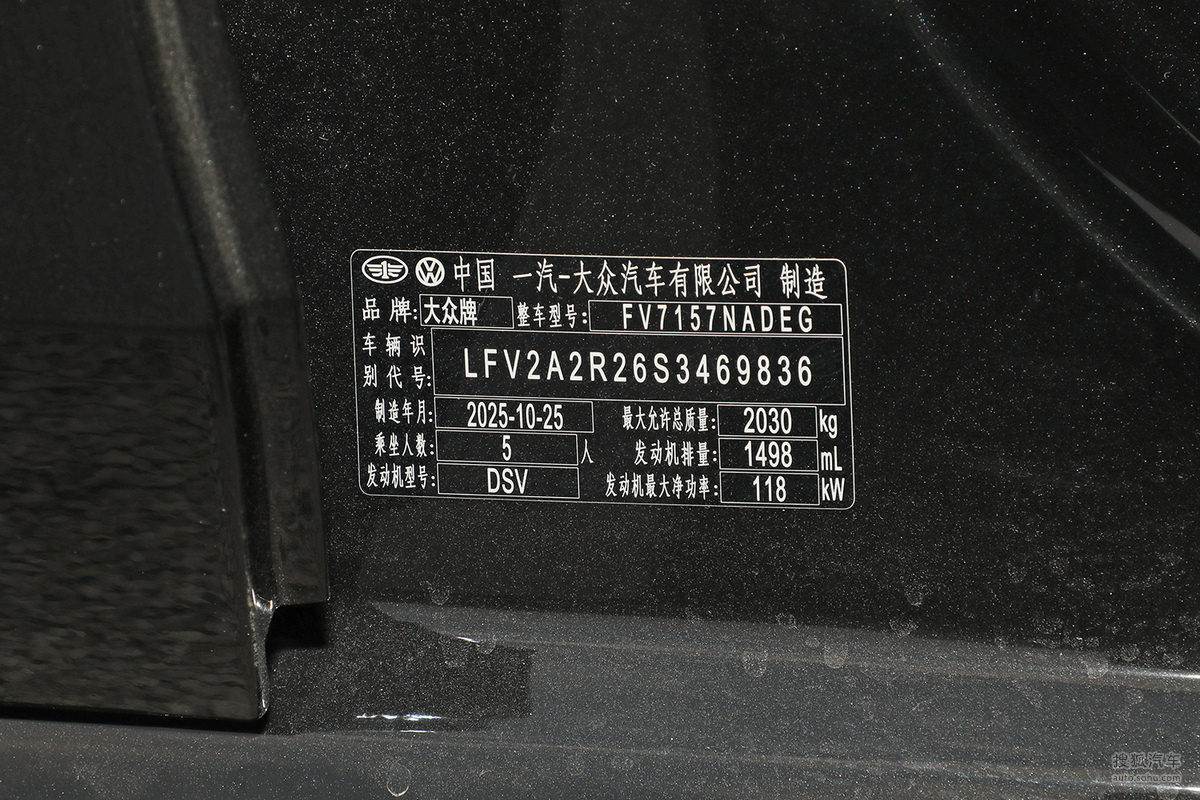 中国 一汽-大众汽车有限公司 制造
品牌: 大众牌 整车型号: FV7157NADEG
车辆识别代号: LFV2A2R26S3469836
制造年月: 2025-10-25 最大允许总质量: 2030 kg
乘坐人数: 5 人 发动机排量: 1498 mL
发动机型号: DSV 发动机最大净功率: 118 kW
搜狐汽车
auto.sohu.com